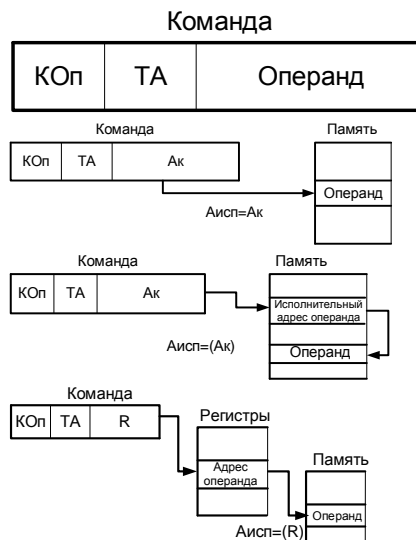 Команда
КОп ТА Операнд
Команда Память
КОп ТА Ак
Операнд
Аисп=Ак
Команда Память
КОп ТА Ак
Исполнительный
адрес операнда
Аисп=(Ак)
Операнд
Команда
Регистры
КОп ТА R
Память
Адрес
операнда
Операнд
Аисп=(R)